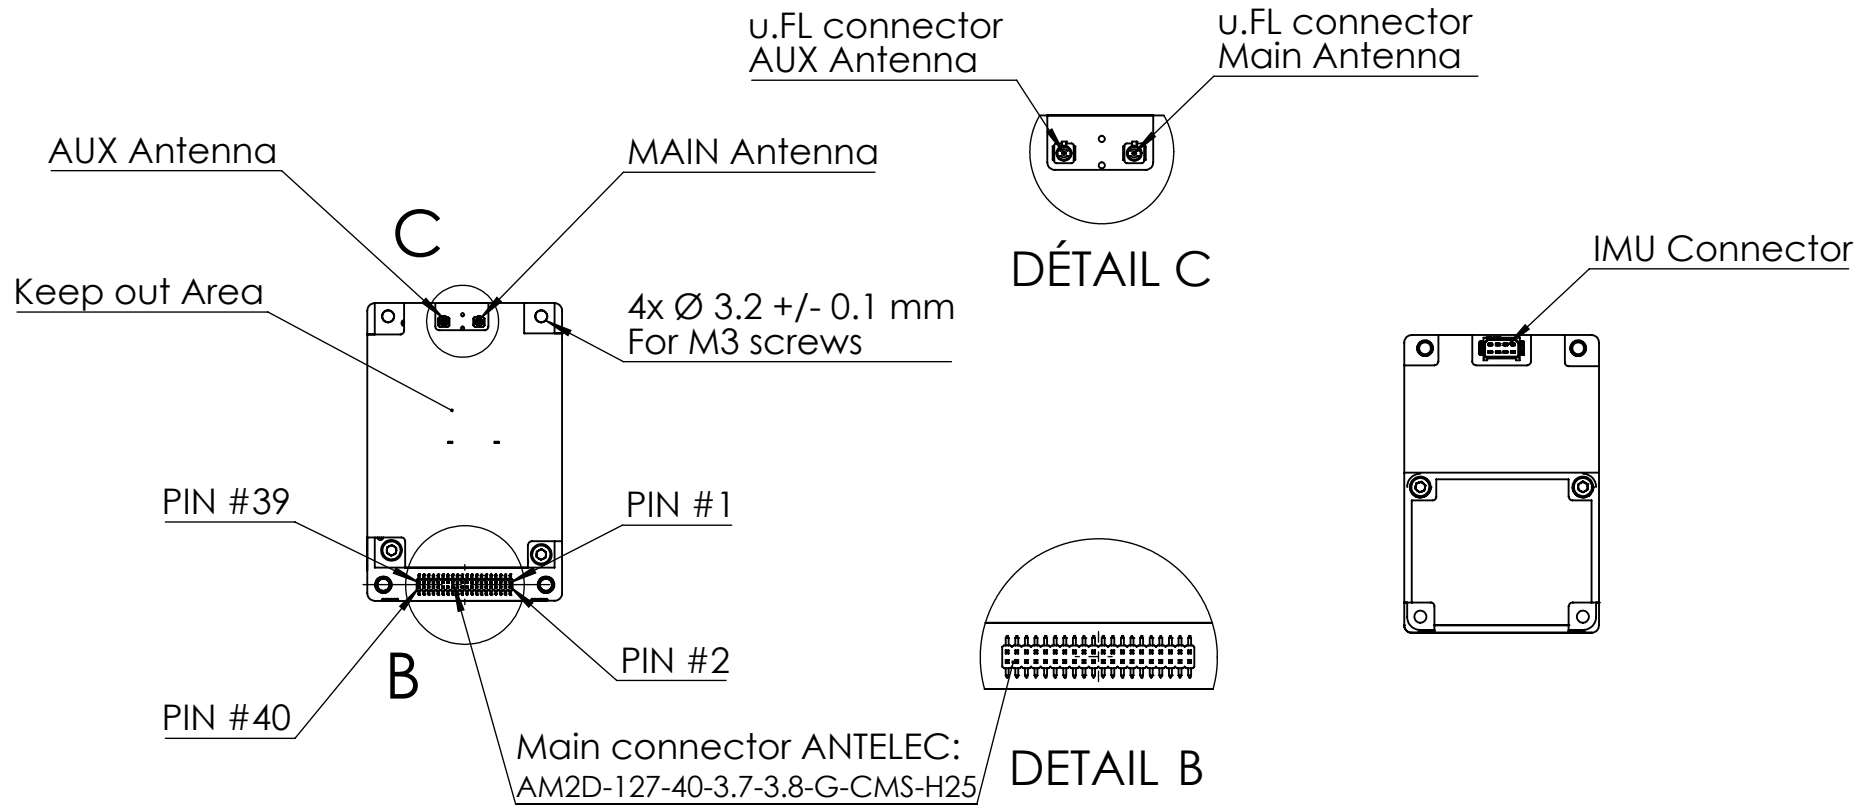 u.FL connector
AUX Antenna
u.FL connector
Main Antenna
AUX Antenna
MAIN Antenna
C
DÉTAIL C
IMU Connector
Keep out Area
4x Ø 3.2 +/- 0.1 mm
For M3 screws
PIN #39
PIN #1
PIN #2
B
PIN #40
Main connector ANTELEC:
AM2D-127-40-3.7-3.8-G-CMS-H25
DETAIL B